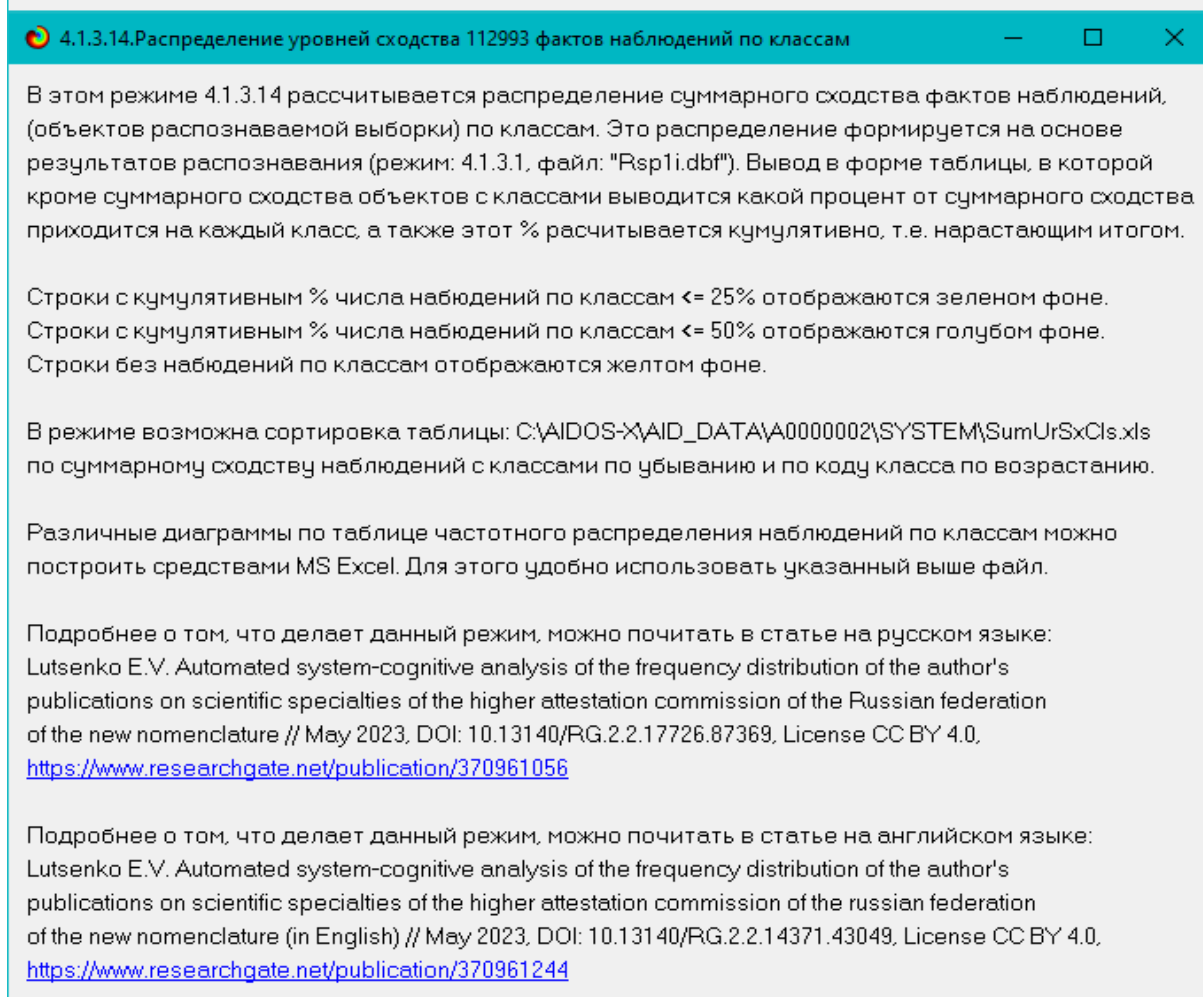 4.1.3.14.Распределение уровней сходства 112993 фактов наблюдений по классам
В этом режиме 4.1.3.14 рассчитывается распределение суммарного сходства фактов наблюдений,
(объектов распознаваемой выборки) по классам. Это распределение формируется на основе
результатов распознавания (режим: 4.1.3.1, файл: "Rsp1i.dbf"). Вывод в форме таблицы, в которой
кроме суммарного сходства объектов с классами выводится какой процент от суммарного сходства
приходится на каждый класс, а также этот % расчитывается кумулятивно, т.е. нарастающим итогом.
Строки с кумулятивным % числа набюдений по классам <= 25% отображаются зеленом фоне.
Строки с кумулятивным % числа набюдений по классам <= 50% отображаются голубом фоне.
Строки без набюдений по классам отображаются желтом фоне.
В режиме возможна сортировка таблицы: C:\AIDOS-X\AID_DATA\A0000002\SYSTEM\SumUrSxCls.xls
по суммарному сходству наблюдений с классами по убыванию и по коду класса по возрастанию.
Различные диаграммы по таблице частотного распределения наблюдений по классам можно
построить средствами MS Excel. Для этого удобно использовать указанный выше файл.
Подробнее о том, что делает данный режим, можно почитать в статье на русском языке:
Lutsenko E.V. Automated system-cognitive analysis of the frequency distribution of the author's
publications on scientific specialties of the higher attestation commission of the Russian federation
of the new nomenclature // May 2023, DOI: 10.13140/RG.2.2.17726.87369, License CC BY 4.0,
https://www.researchgate.net/publication/370961056
Подробнее о том, что делает данный режим, можно почитать в статье на английском языке:
Lutsenko E.V. Automated system-cognitive analysis of the frequency distribution of the author's
publications on scientific specialties of the higher attestation commission of the russian federation
of the new nomenclature (in English) // May 2023, DOI: 10.13140/RG.2.2.14371.43049, License CC BY 4.0,
https://www.researchgate.net/publication/370961244